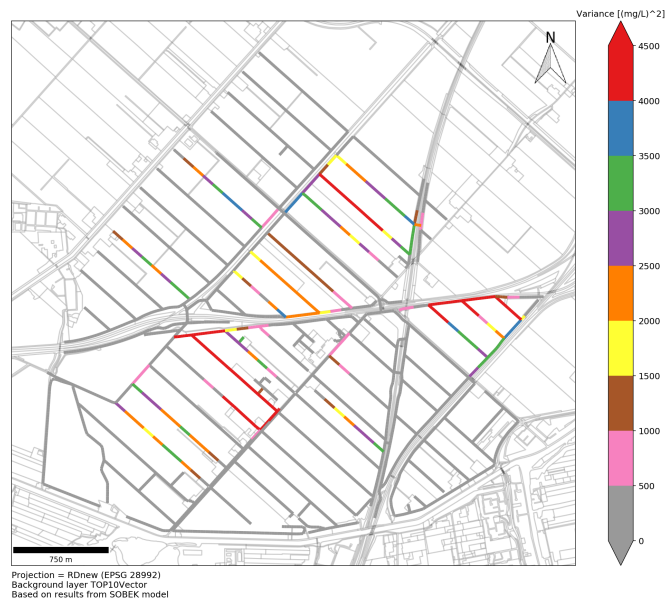 Variance [(mg/L)^2]
N
4500
4000
3500
3000
2500
2000
1500
1000
500
0
750 m
Projection = RDnew (EPSG 28992)
Background layer TOP10Vector
Based on results from SOBEK model